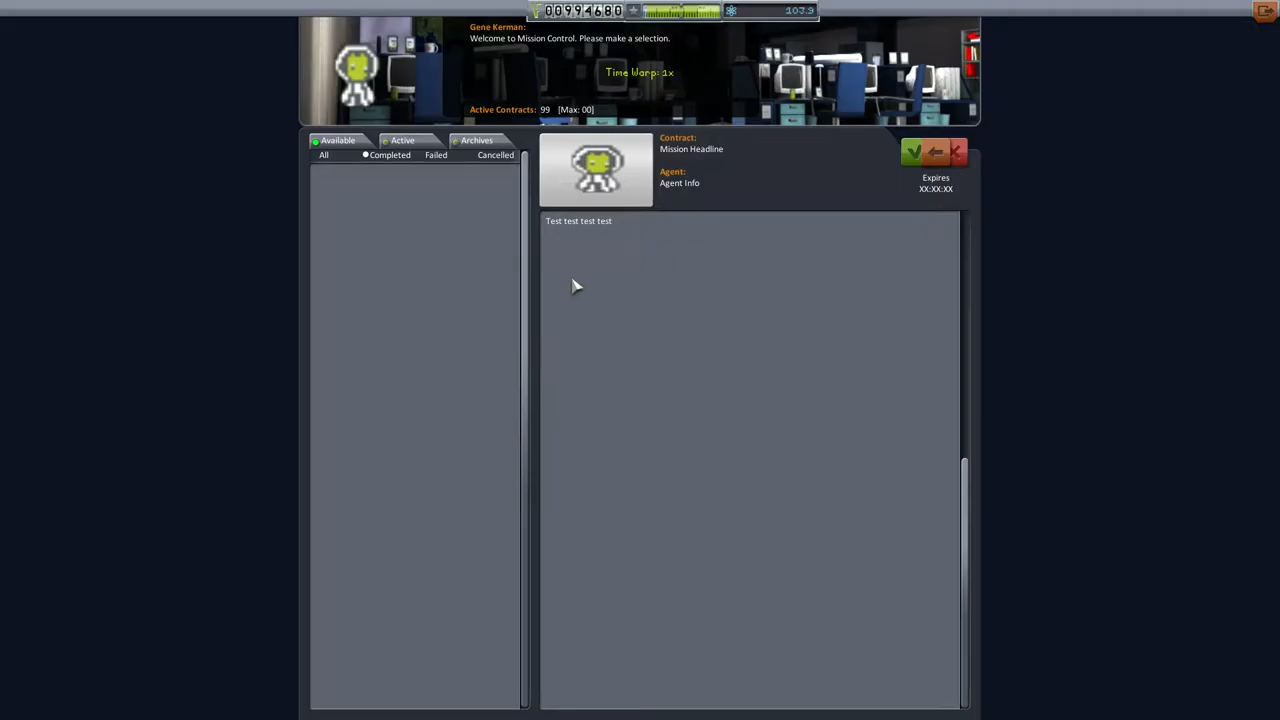 00994680
103.9
Gene Kerman:
Welcome to Mission Control. Please make a selection.
Time Warp: 1x
Active Contracts: 99 [Max: 00]
Available Active Archives
All Completed Failed Cancelled
Contract:
Mission Headline
Agent:
Agent Info
Expires
XX:XX:XX
Test test test test